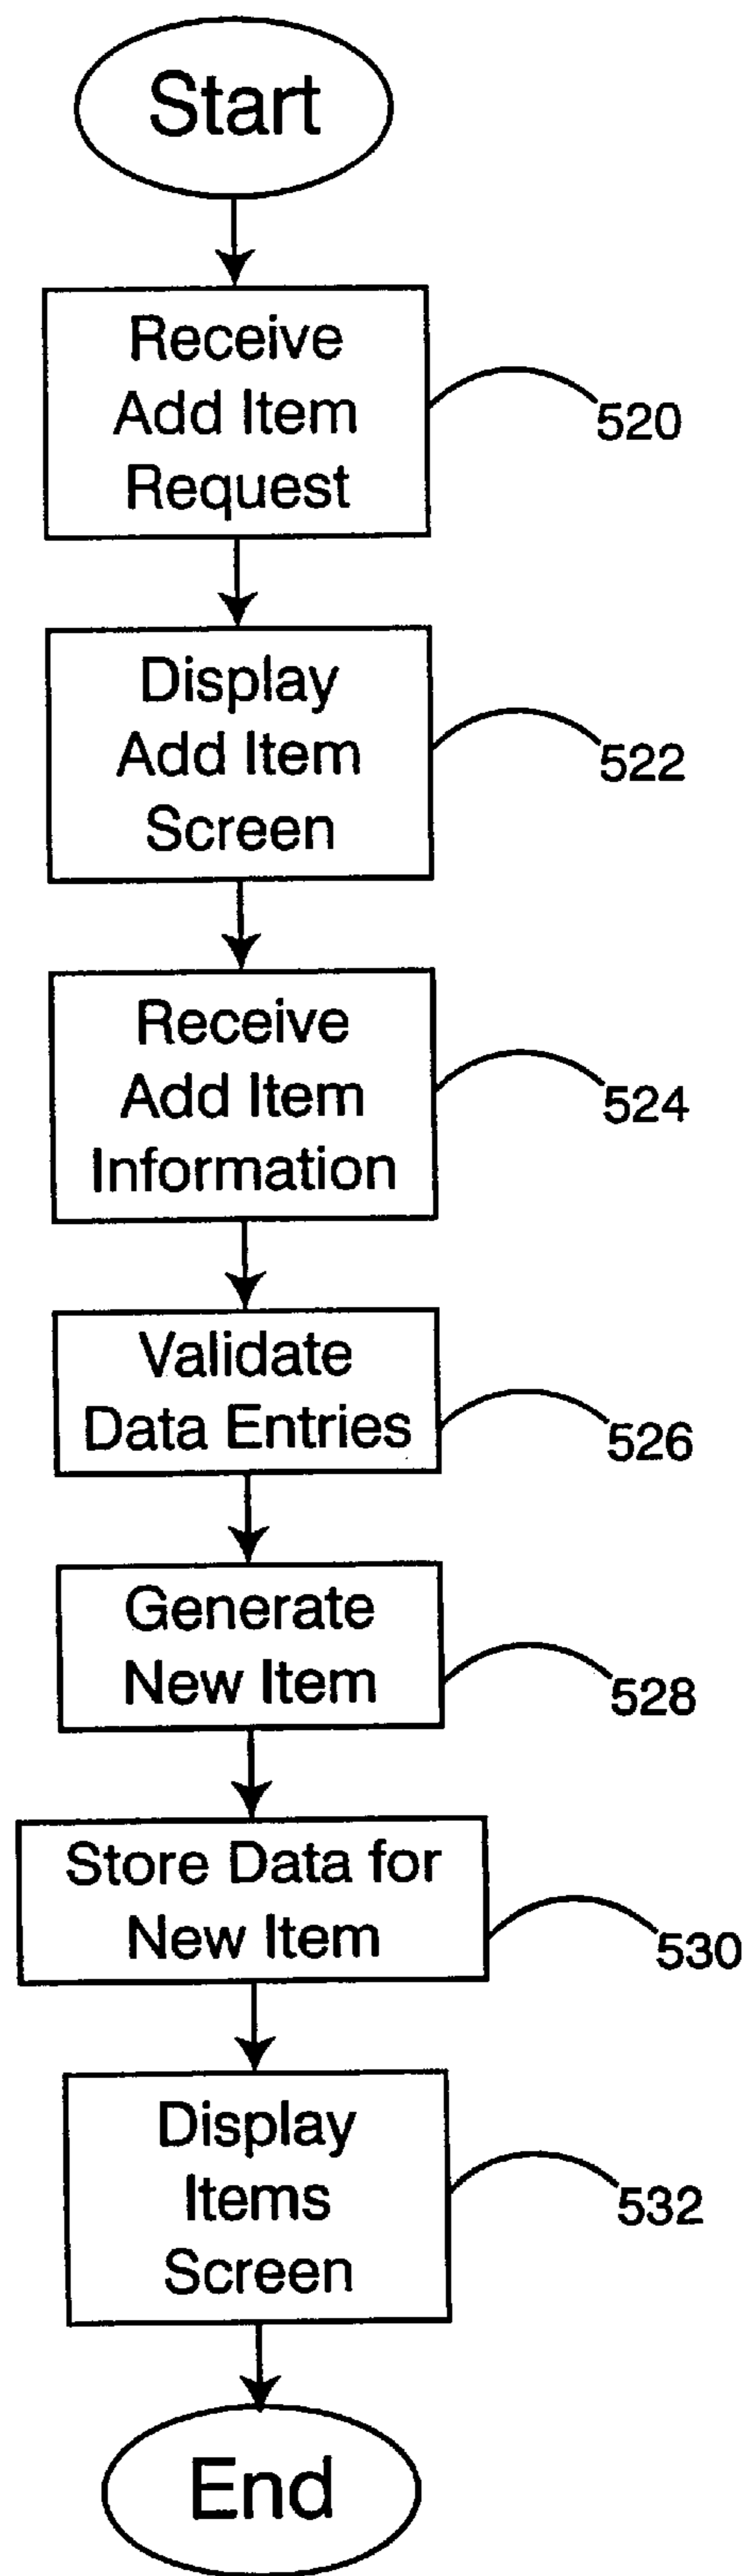 Start
Receive
Add Item
Request
520
Display
Add Item
Screen
522
Receive
Add Item
Information
524
Validate
Data Entries
526
Generate
New Item
528
Store Data for
New Item
530
Display
Items
Screen
532
End